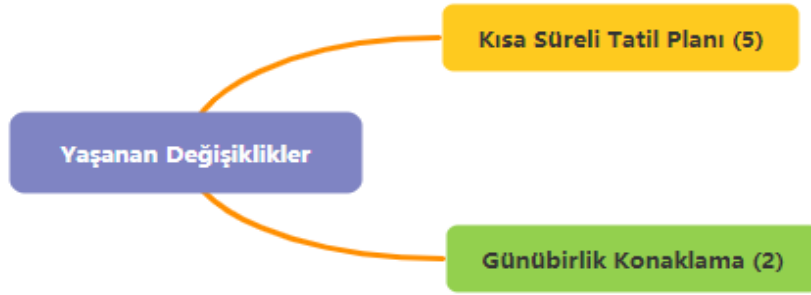 Kısa Süreli Tatil Planı (5)
Yaşanan Değişiklikler
Günübirlik Konaklama (2)